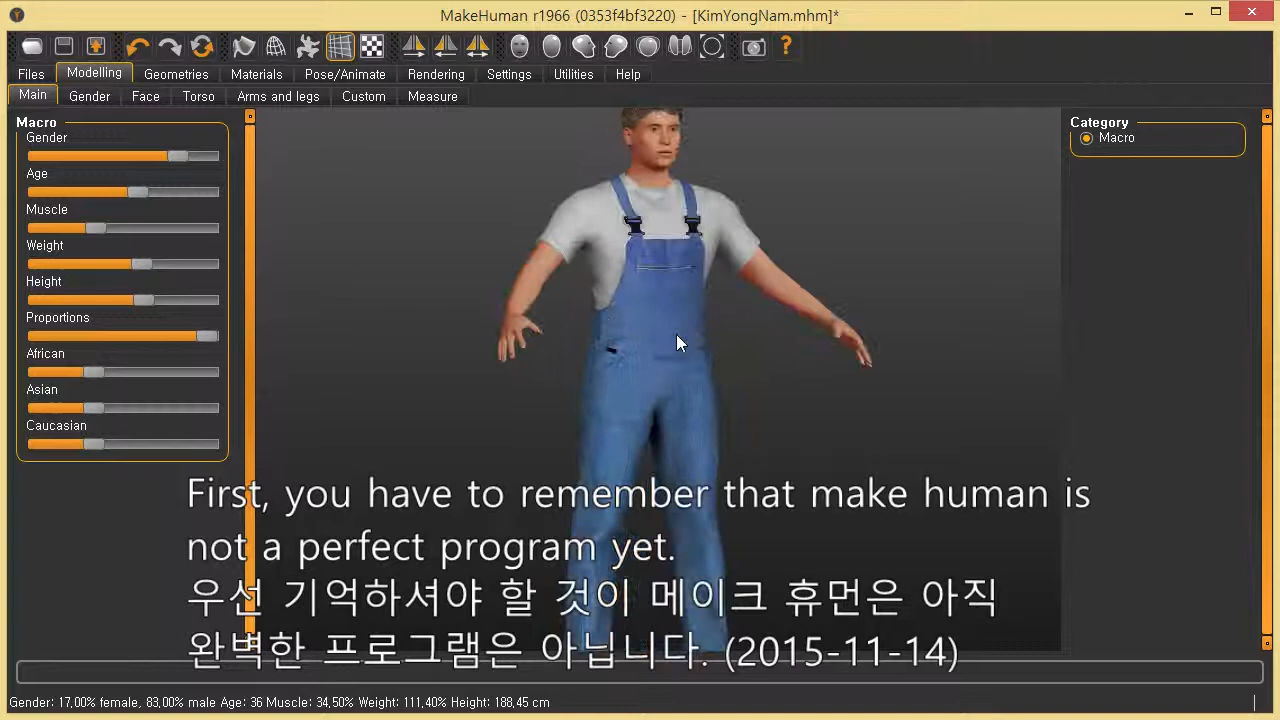 MakeHuman r1966 (0353f4bf3220) - [KimYongNam.mhm]*
Files Modelling Geometries Materials Pose/Animate Rendering Settings Utilities Help
Main Gender Face Torso Arms and legs Custom Measure
Macro
Gender
Age
Muscle
Weight
Height
Proportions
African
Asian
Caucasian
Category
Macro
First, you have to remember that make human is
not a perfect program yet.
우선 기억하셔야 할 것이 메이크 휴먼은 아직
완벽한 프로그램은 아닙니다. (2015-11-14)
Gender: 17,00% female, 83,00% male Age: 36 Muscle: 34,50% Weight: 111,40% Height: 188,45 cm